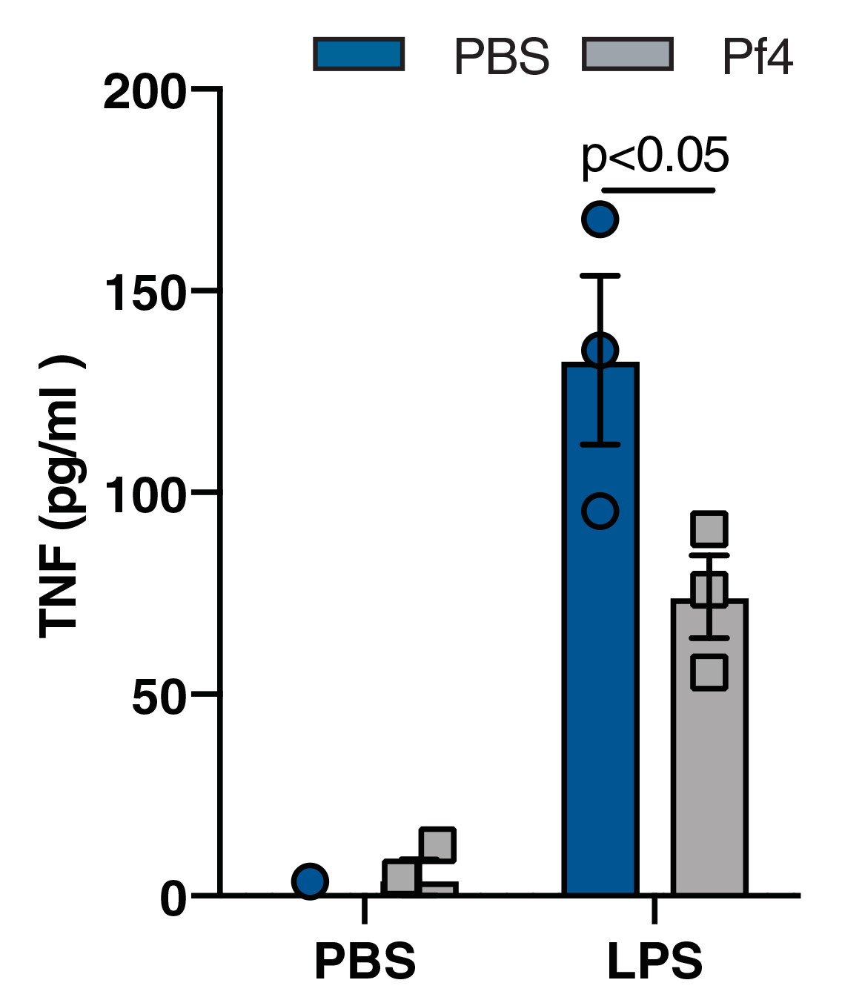 PBS Pf4
200
p<0.05
150
100
50
0
TNF (pg/ml )
PBS LPS